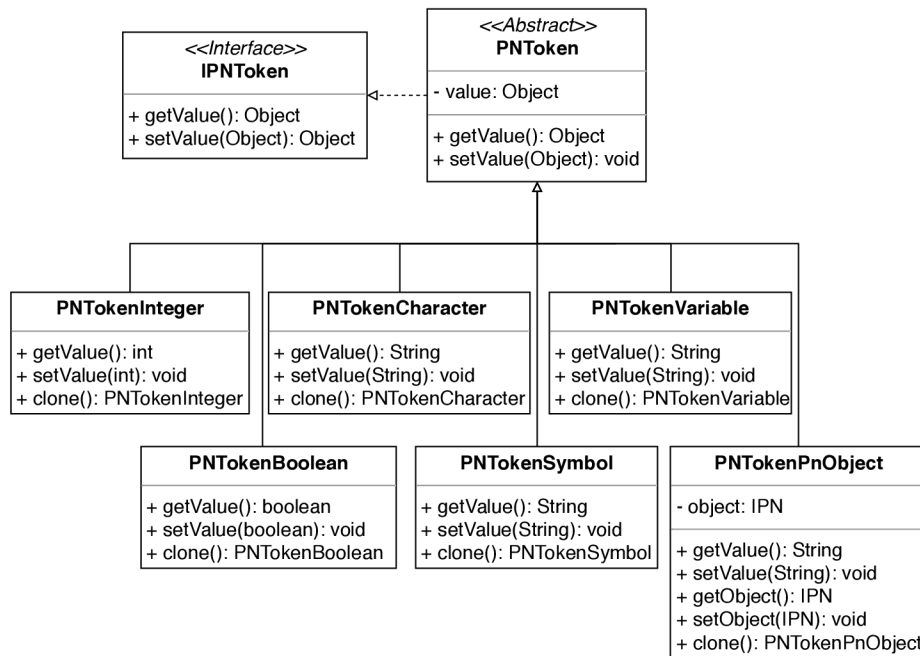 <<Interface>>
IPNToken
+ getValue(): Object
+ setValue(Object): Object
<<Abstract>>
PNToken
- value: Object
+ getValue(): Object
+ setValue(Object): void
PNTokenInteger
+ getValue(): int
+ setValue(int): void
+ clone(): PNTokenInteger
PNTokenCharacter
+ getValue(): String
+ setValue(String): void
+ clone(): PNTokenCharacter
PNTokenVariable
+ getValue(): String
+ setValue(String): void
+ clone(): PNTokenVariable
PNTokenBoolean
+ getValue(): boolean
+ setValue(boolean): void
+ clone(): PNTokenBoolean
PNTokenSymbol
+ getValue(): String
+ setValue(String): void
+ clone(): PNTokenSymbol
PNTokenPnObject
- object: IPN
+ getValue(): String
+ setValue(String): void
+ getObject(): IPN
+ setObject(IPN): void
+ clone(): PNTokenPnObject